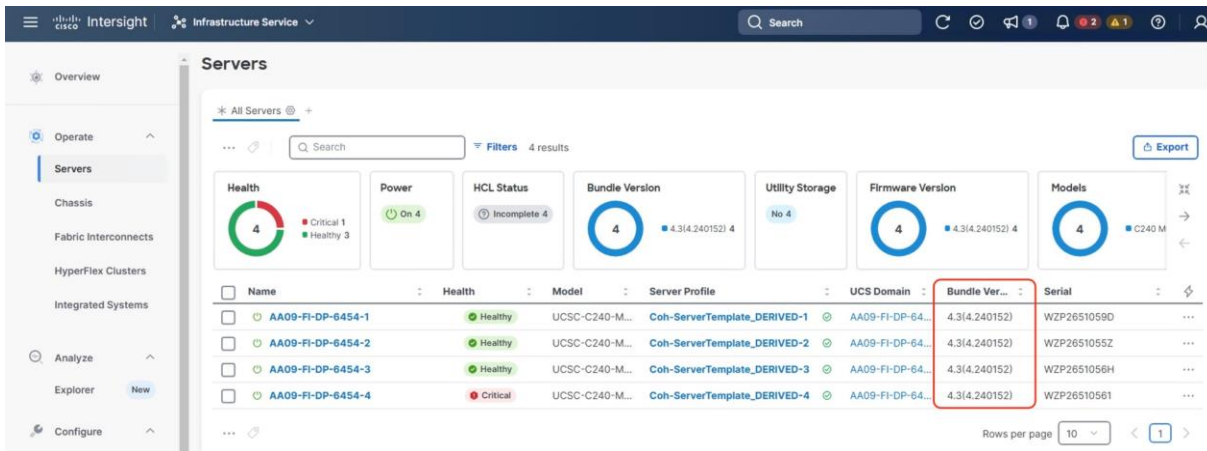 cisco Intersight Infrastructure Service Search 1 2 1
Overview
Operate
Servers
Chassis
Fabric Interconnects
HyperFlex Clusters
Integrated Systems
Analyze
Explorer New
Configure
Servers
All Servers +
... Search Filters 4 results Export
Health
4
Critical 1
Healthy 3
Power
On 4
HCL Status
Incomplete 4
Bundle Version
4
4.3(4.240152) 4
Utility Storage
No 4
Firmware Version
4
4.3(4.240152) 4
Models
4
C240 M
Name Health Model Server Profile UCS Domain Bundle Ver... Serial
AA09-FI-DP-6454-1 Healthy UCSC-C240-M... Coh-ServerTemplate_DERIVED-1 AA09-FI-DP-64... 4.3(4.240152) WZP2651059D ...
AA09-FI-DP-6454-2 Healthy UCSC-C240-M... Coh-ServerTemplate_DERIVED-2 AA09-FI-DP-64... 4.3(4.240152) WZP2651055Z ...
AA09-FI-DP-6454-3 Healthy UCSC-C240-M... Coh-ServerTemplate_DERIVED-3 AA09-FI-DP-64... 4.3(4.240152) WZP2651056H ...
AA09-FI-DP-6454-4 Critical UCSC-C240-M... Coh-ServerTemplate_DERIVED-4 AA09-FI-DP-64... 4.3(4.240152) WZP26510561 ...
... Rows per page 10 1